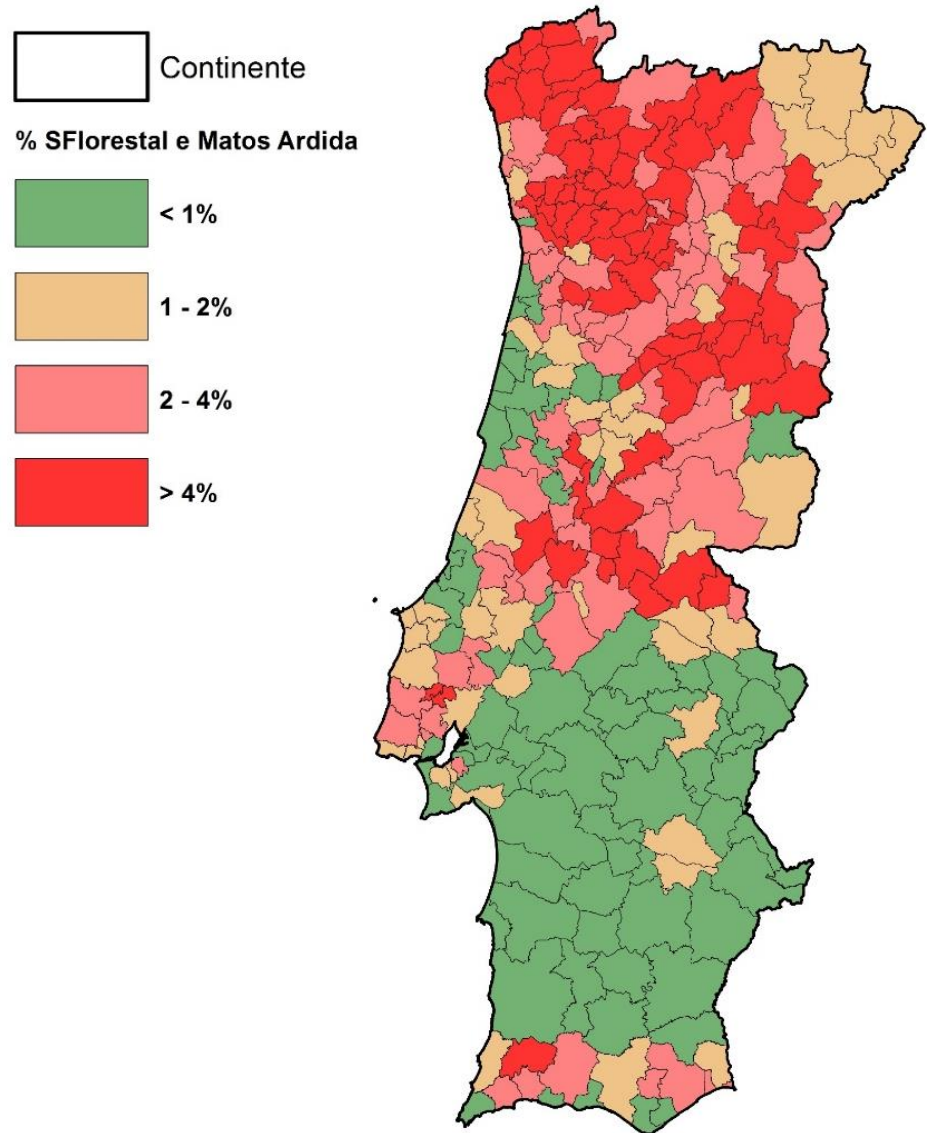 Continente
% SFlorestal e Matos Ardida
< 1%
1 - 2%
2 - 4%
> 4%